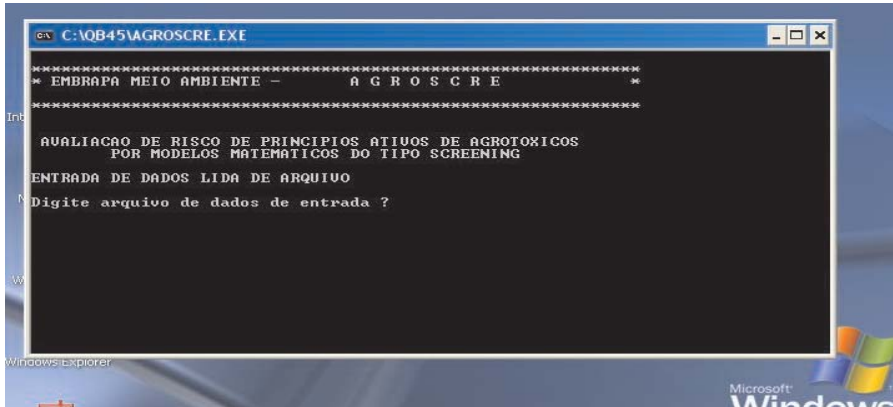 C:\QB45\AGROSCRE.EXE
****************************************************************
* EMBRAPA MEIO AMBIENTE - A G R O S C R E *
****************************************************************
AVALIACAO DE RISCO DE PRINCIPIOS ATIVOS DE AGROTOXICOS
POR MODELOS MATEMATICOS DO TIPO SCREENING
ENTRADA DE DADOS LIDA DE ARQUIVO
Digite arquivo de dados de entrada ?
Windows Explorer
Microsoft
Windows